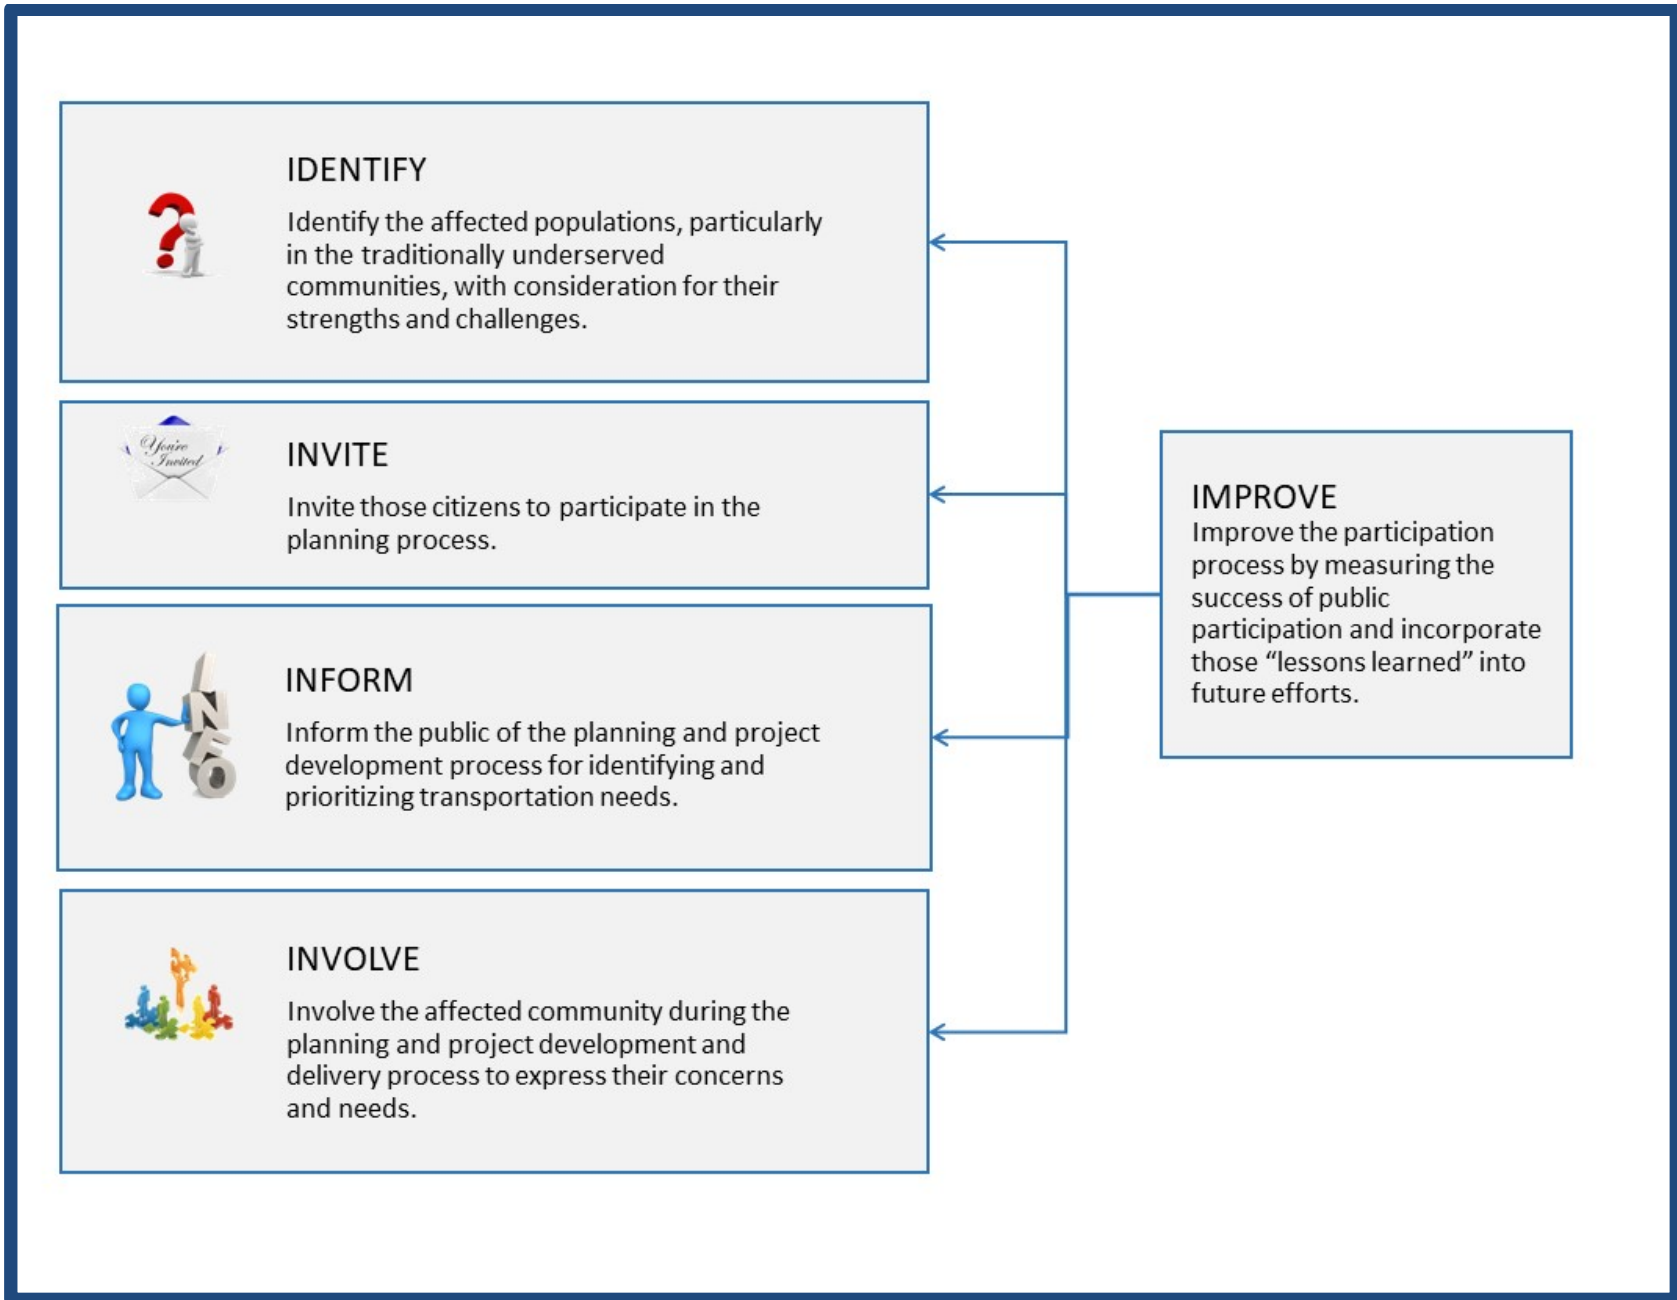 IDENTIFY
Identify the affected populations, particularly
in the traditionally underserved
communities, with consideration for their
strengths and challenges.
You're
Invited
INVITE
Invite those citizens to participate in the
planning process.
INFO
INFORM
Inform the public of the planning and project
development process for identifying and
prioritizing transportation needs.
INVOLVE
Involve the affected community during the
planning and project development and
delivery process to express their concerns
and needs.
IMPROVE
Improve the participation
process by measuring the
success of public
participation and incorporate
those “lessons learned” into
future efforts.